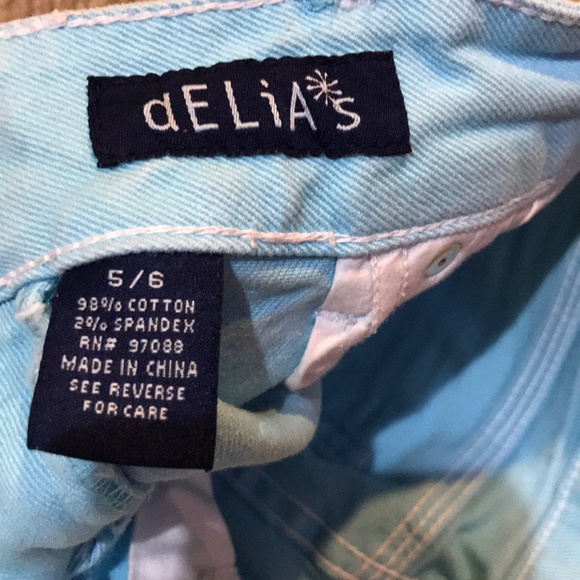 dELiA*s
5/6
98% COTTON
2% SPANDEX
RN# 97088
MADE IN CHINA
SEE REVERSE
FOR CARE